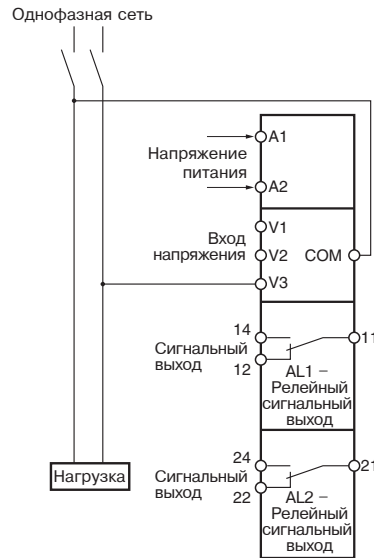 Однофазная сеть
A1
Напряжение
питания
A2
V1
Вход
напряжения
V2
COM
V3
14
11
Сигнальный
выход
12
AL1 –
Релейный
сигнальный
выход
24
21
Сигнальный
выход
22
AL2 –
Релейный
сигнальный
выход
Нагрузка